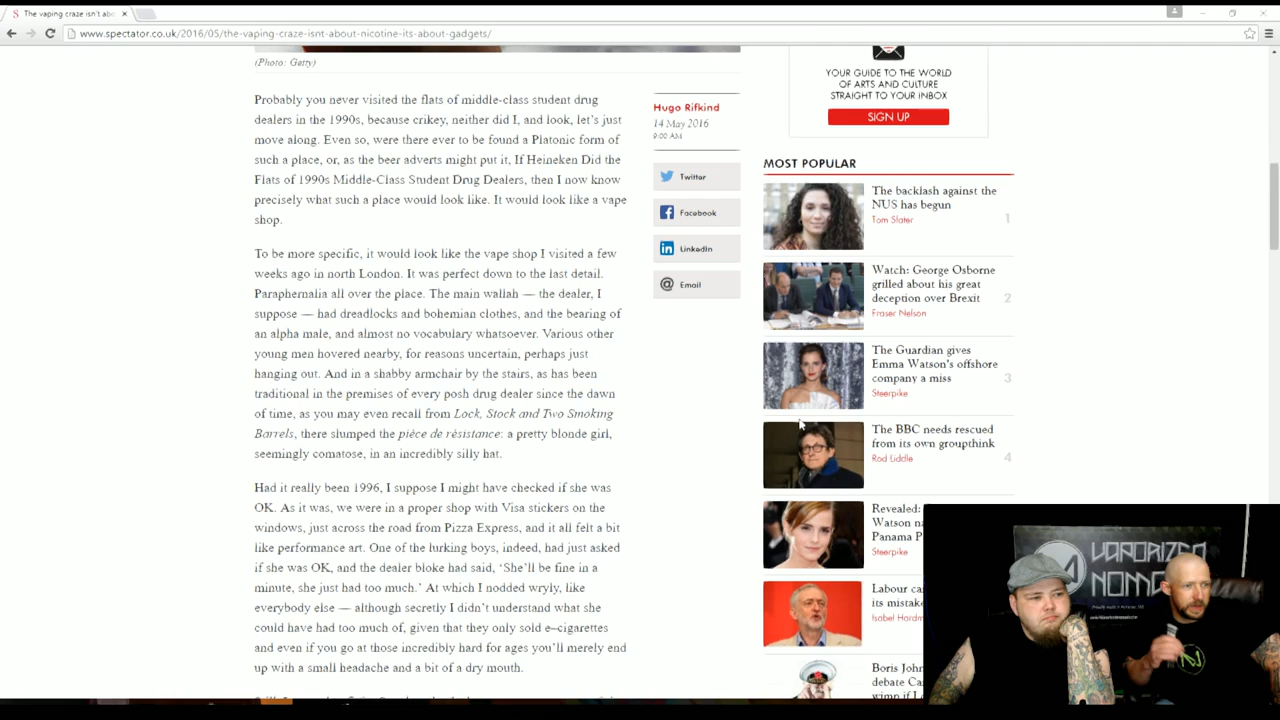 The vaping craze isn't abo
www.spectator.co.uk/2016/05/the-vaping-craze-isnt-about-nicotine-its-about-gadgets/
(Photo: Getty)
Probably you never visited the flats of middle-class student drug
dealers in the 1990s, because crikey, neither did I, and look, let's just
move along. Even so, were there ever to be found a Platonic form of
such a place, or, as the beer adverts might put it, If Heineken Did the
Flats of 1990s Middle-Class Student Drug Dealers, then I now know
precisely what such a place would look like. It would look like a vape
shop.
To be more specific, it would look like the vape shop I visited a few
weeks ago in north London. It was perfect down to the last detail.
Paraphernalia all over the place. The main wallah — the dealer, I
suppose — had dreadlocks and bohemian clothes, and the bearing of
an alpha male, and almost no vocabulary whatsoever. Various other
young men hovered nearby, for reasons uncertain, perhaps just
hanging out. And in a shabby armchair by the stairs, as has been
traditional in the premises of every posh drug dealer since the dawn
of time, as you may even recall from Lock, Stock and Two Smoking
Barrels, there slumped the pièce de résistance: a pretty blonde girl,
seemingly comatose, in an incredibly silly hat.
Had it really been 1996, I suppose I might have checked if she was
OK. As it was, we were in a proper shop with Visa stickers on the
windows, just across the road from Pizza Express, and it all felt a bit
like performance art. One of the lurking boys, indeed, had just asked
if she was OK, and the dealer bloke had said, 'She'll be fine in a
minute, she just had too much.' At which I nodded wryly, like
everybody else — although secretly I didn't understand what she
could have had too much of, given that they only sold e–cigarettes
and even if you go at those incredibly hard for ages you'll merely end
up with a small headache and a bit of a dry mouth.
Hugo Rifkind
14 May 2016
9:00 AM
Twitter
Facebook
LinkedIn
Email
YOUR GUIDE TO THE WORLD
OF ARTS AND CULTURE
STRAIGHT TO YOUR INBOX
SIGN UP
MOST POPULAR
The backlash against the
NUS has begun
Tom Slater
1
Watch: George Osborne
grilled about his great
deception over Brexit
Fraser Nelson
2
The Guardian gives
Emma Watson's offshore
company a miss
Steerpike
3
The BBC needs rescued
from its own groupthink
Rod Liddle
4
Revealed:
Watson na
Panama P
Steerpike
Labour ca
its mistake
Isabel Hardm
Boris John
debate Ca
wimp if
VAPORIZED
NOMAD